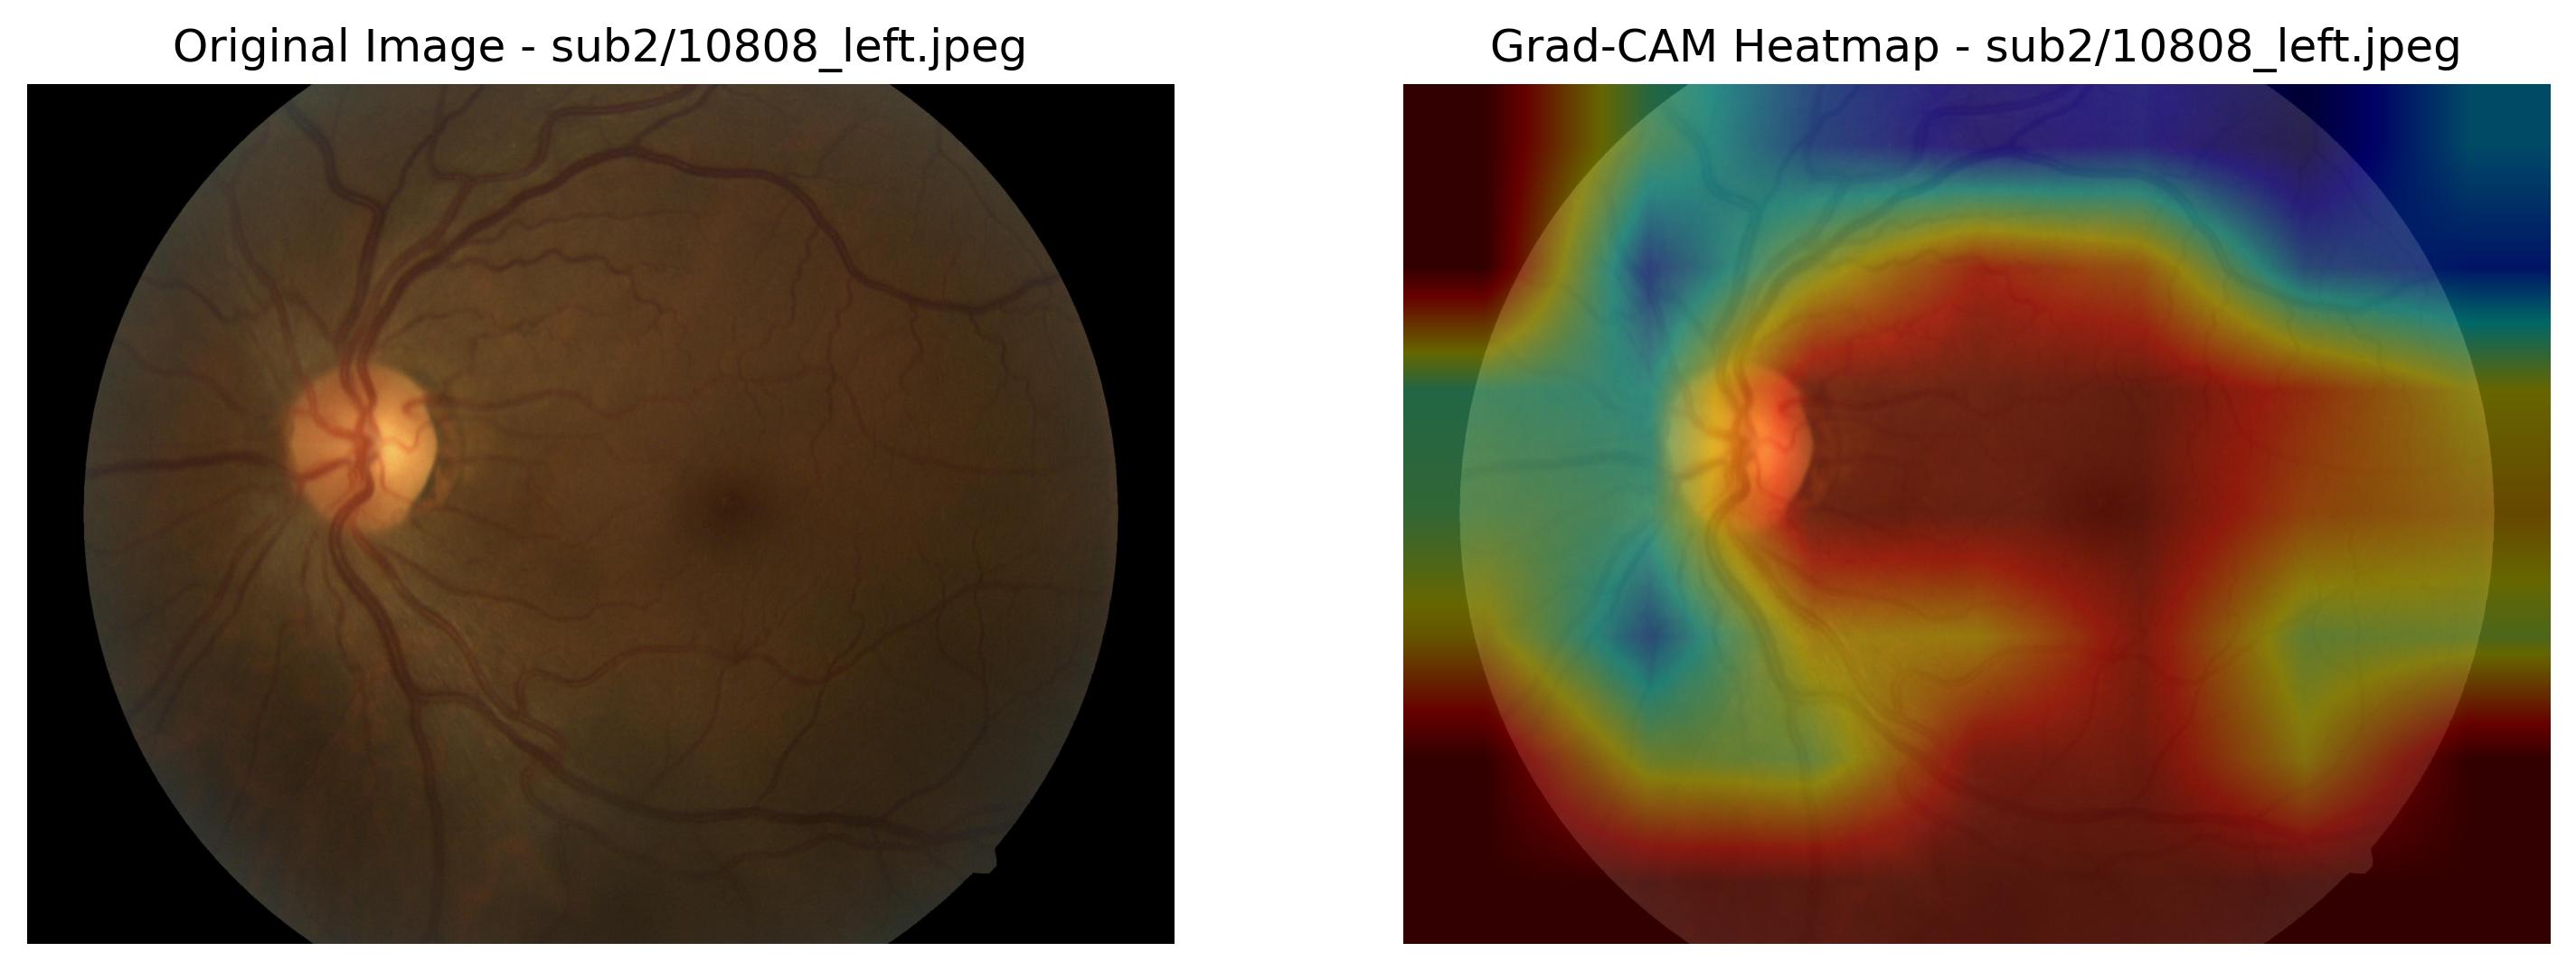 Original Image - sub2/10808_left.jpeg
Grad-CAM Heatmap - sub2/10808_left.jpeg